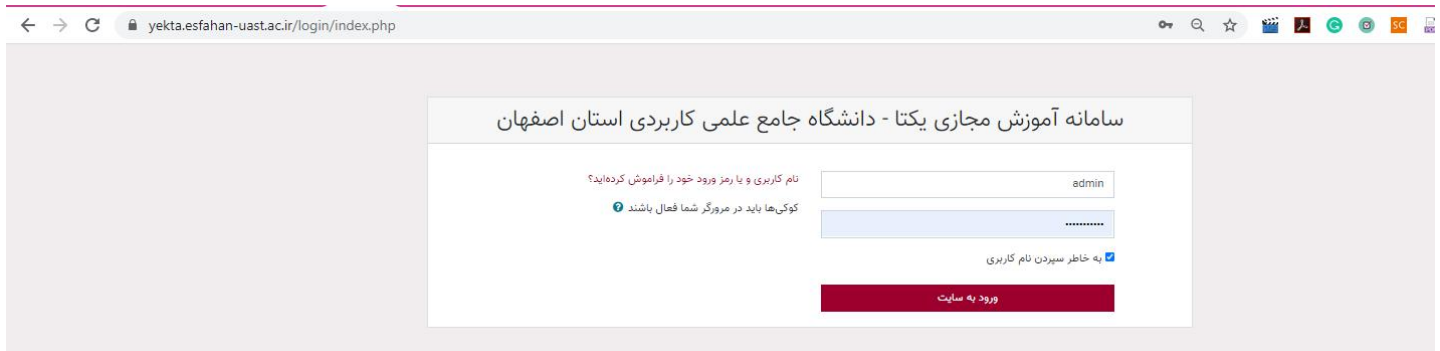 yekta.esfahan-uast.ac.ir/login/index.php
SC
سامانه آموزش مجازی یکتا - دانشگاه جامع علمی کاربردی استان اصفهان
admin
نام کاربری و یا رمز ورود خود را فراموش کرده‌اید؟
کوکی‌ها باید در مرورگر شما فعال باشند
•••••••••••
به خاطر سپردن نام کاربری
ورود به سایت